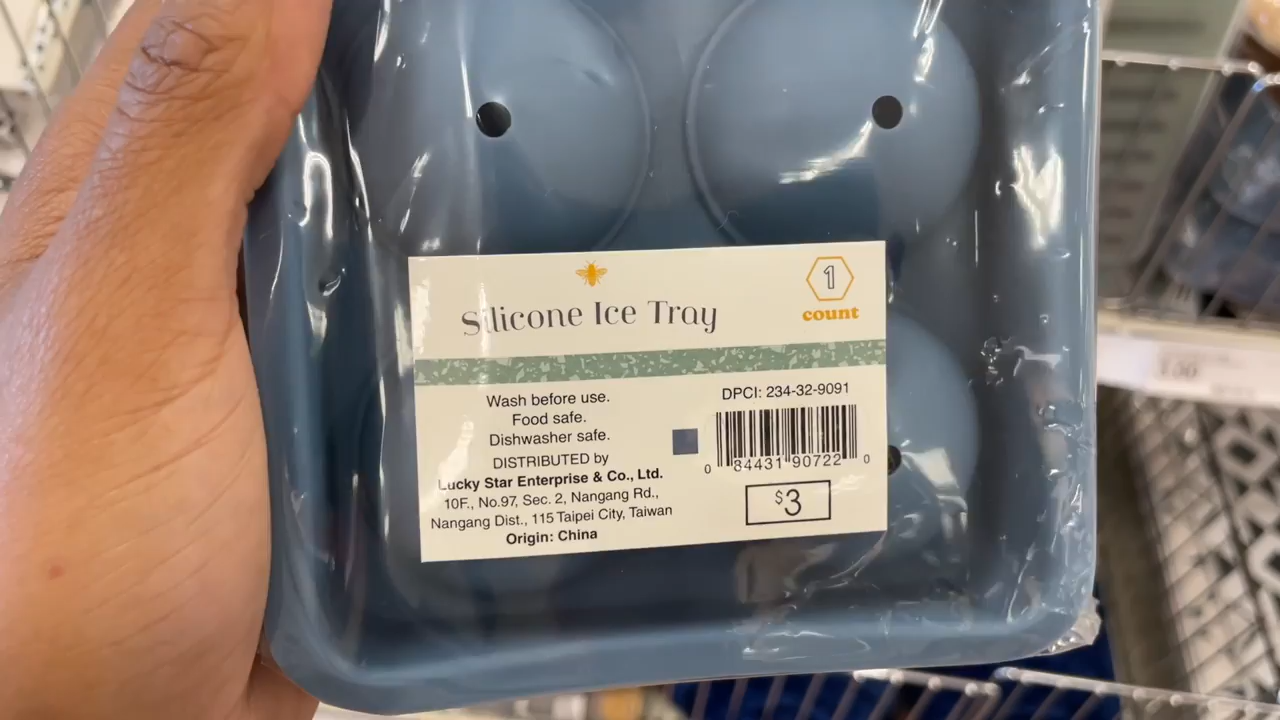 Silicone Ice Tray
1
count
Wash before use.
Food safe.
Dishwasher safe.
DISTRIBUTED by
Lucky Star Enterprise & Co., Ltd.
10F., No.97, Sec. 2, Nangang Rd.,
Nangang Dist., 115 Taipei City, Taiwan
Origin: China
DPCI: 234-32-9091
0 84431 90722 0
$3